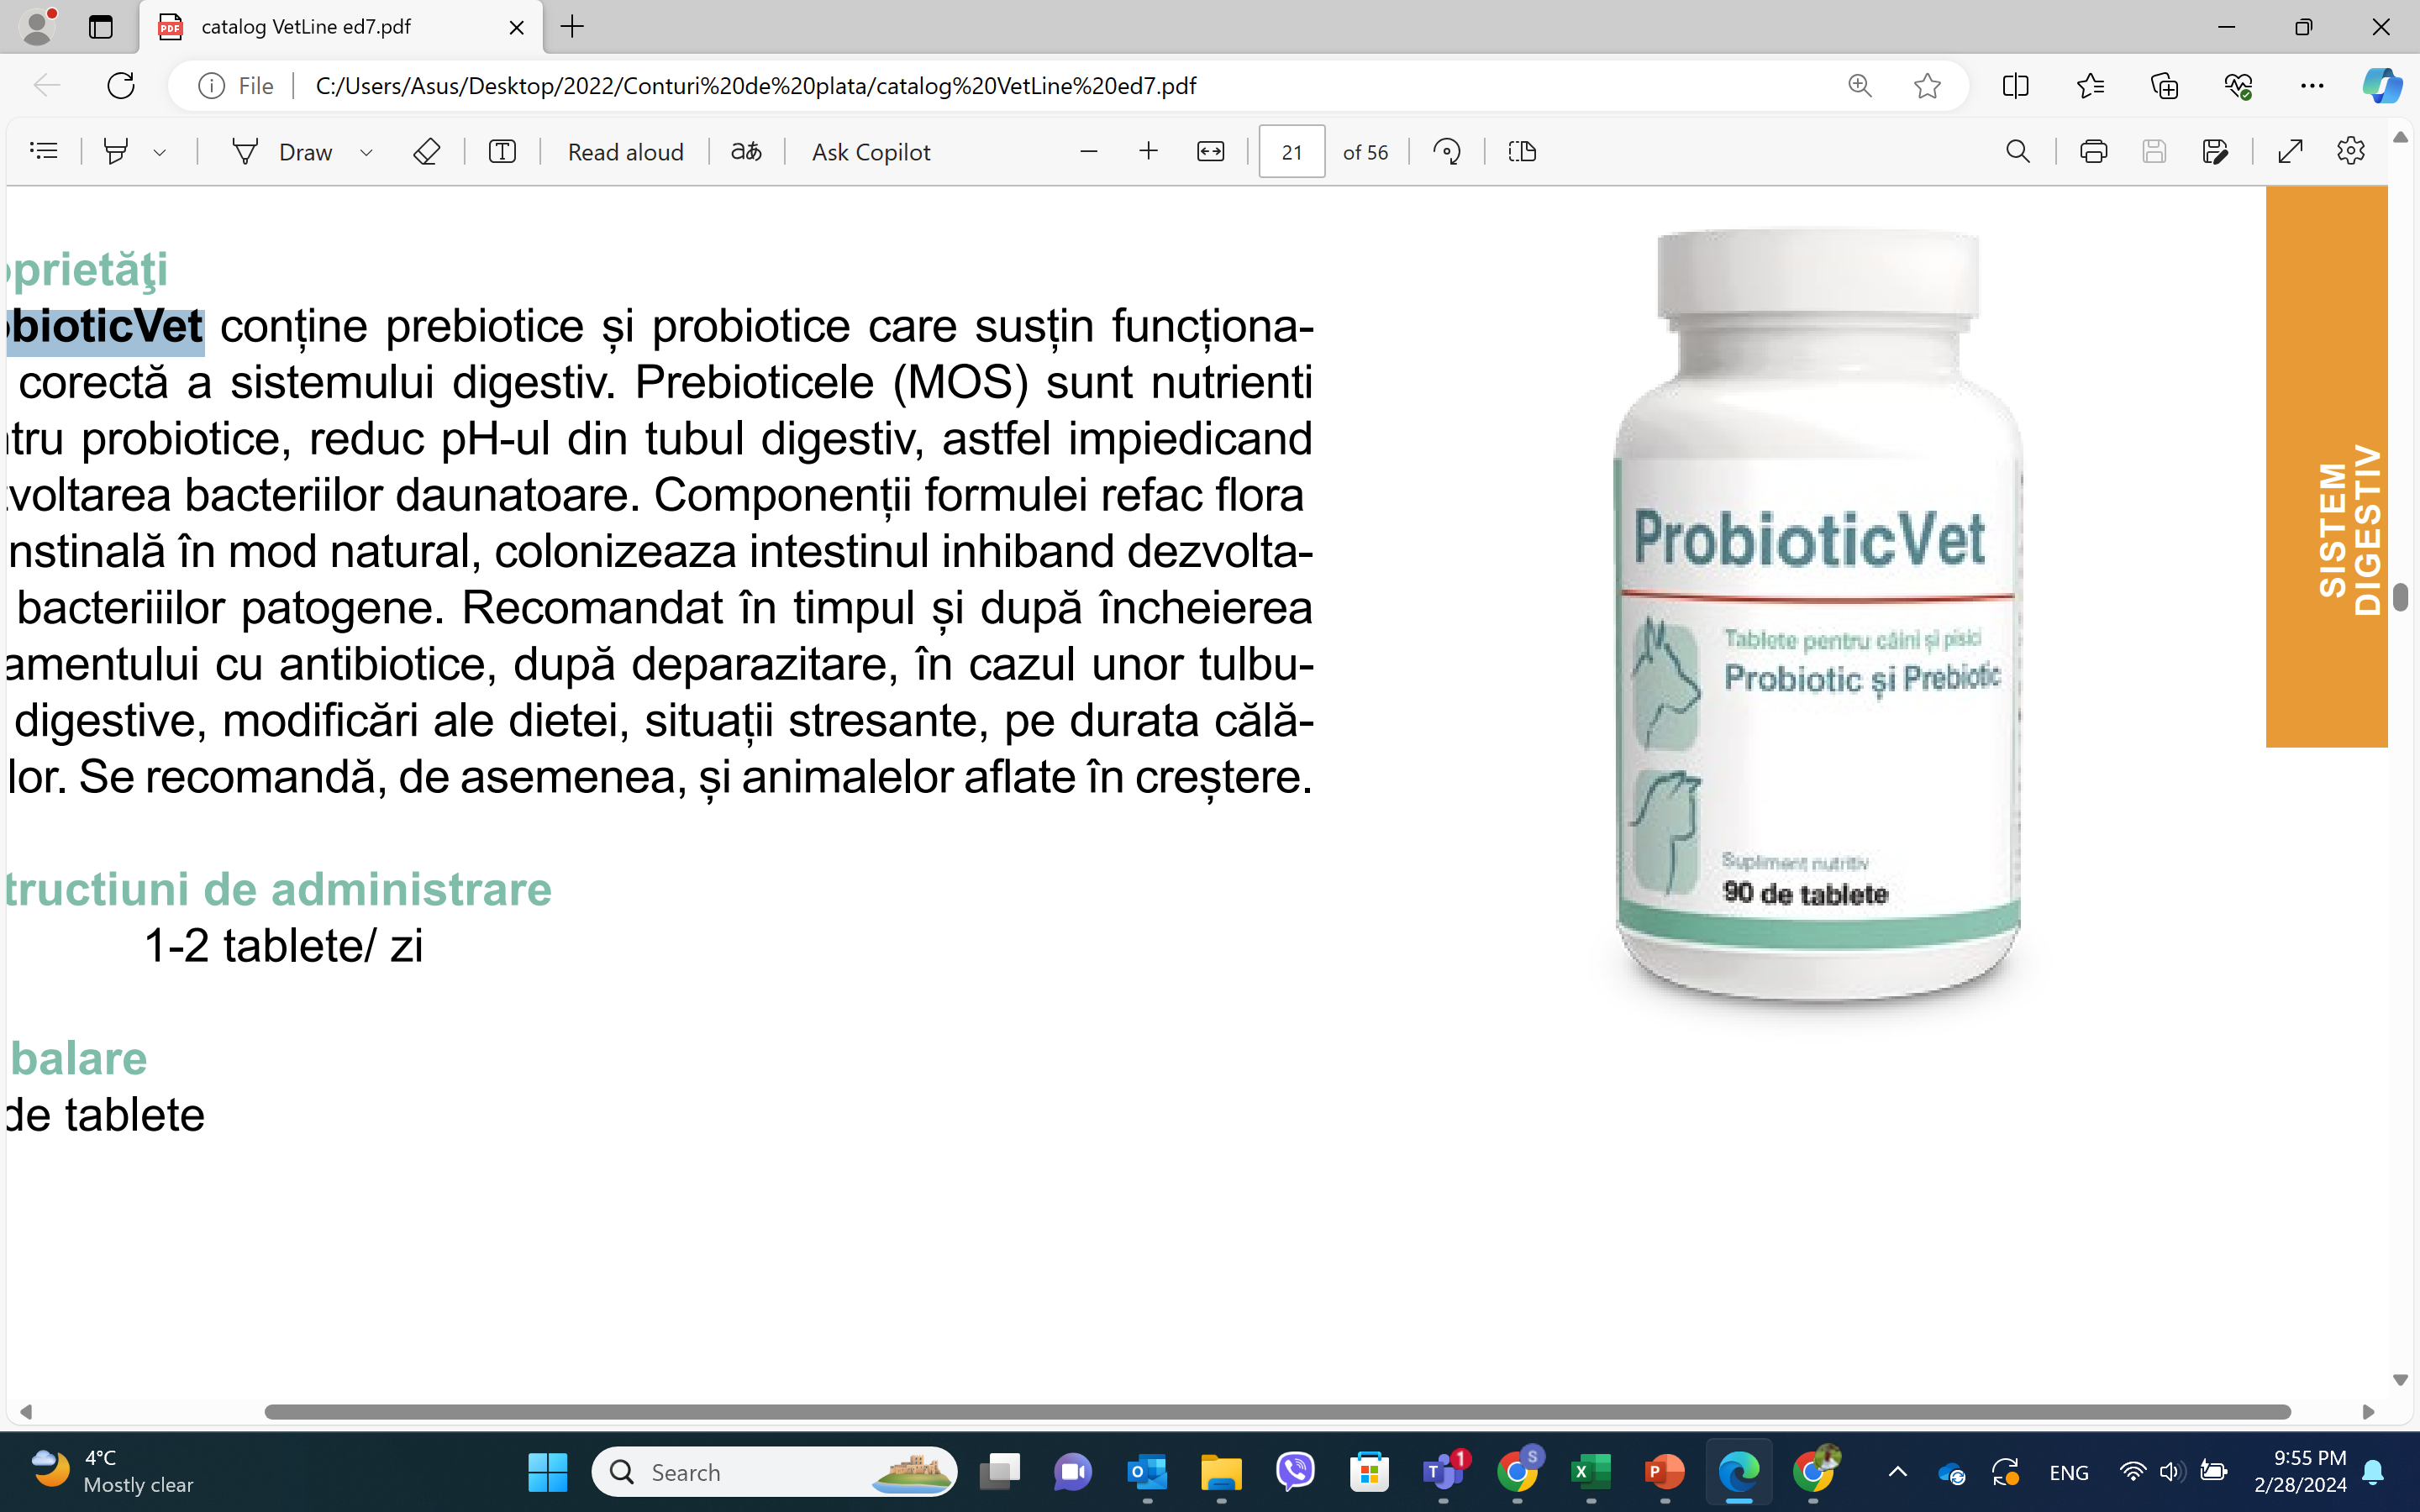 catalog VetLine ed7.pdf
File
C:/Users/Asus/Desktop/2022/Conturi%20de%20plata/catalog%20VetLine%20ed7.pdf
Draw
Read aloud
aあ
Ask Copilot
21
of 56
oprietăţi
obioticVet conține prebiotice și probiotice care susțin funcționa-
corectă a sistemului digestiv. Prebioticele (MOS) sunt nutrienti
tru probiotice, reduc pH-ul din tubul digestiv, astfel impiedicand
voltarea bacteriilor daunatoare. Componenții formulei refac flora
nstinală în mod natural, colonizeaza intestinul inhiband dezvolta-
bacteriiilor patogene. Recomandat în timpul și după încheierea
amentului cu antibiotice, după deparazitare, în cazul unor tulbu-
digestive, modificări ale dietei, situații stresante, pe durata călă-
lor. Se recomandă, de asemenea, și animalelor aflate în creștere.
tructiuni de administrare
1-2 tablete/ zi
balare
de tablete
ProbioticVet
Tablete pentru câini și pisici
Probiotic și Prebiotic
Supliment nutritiv
90 de tablete
SISTEM
DIGESTIV
4°C
Mostly clear
Search
1
S
ENG
9:55 PM
2/28/2024